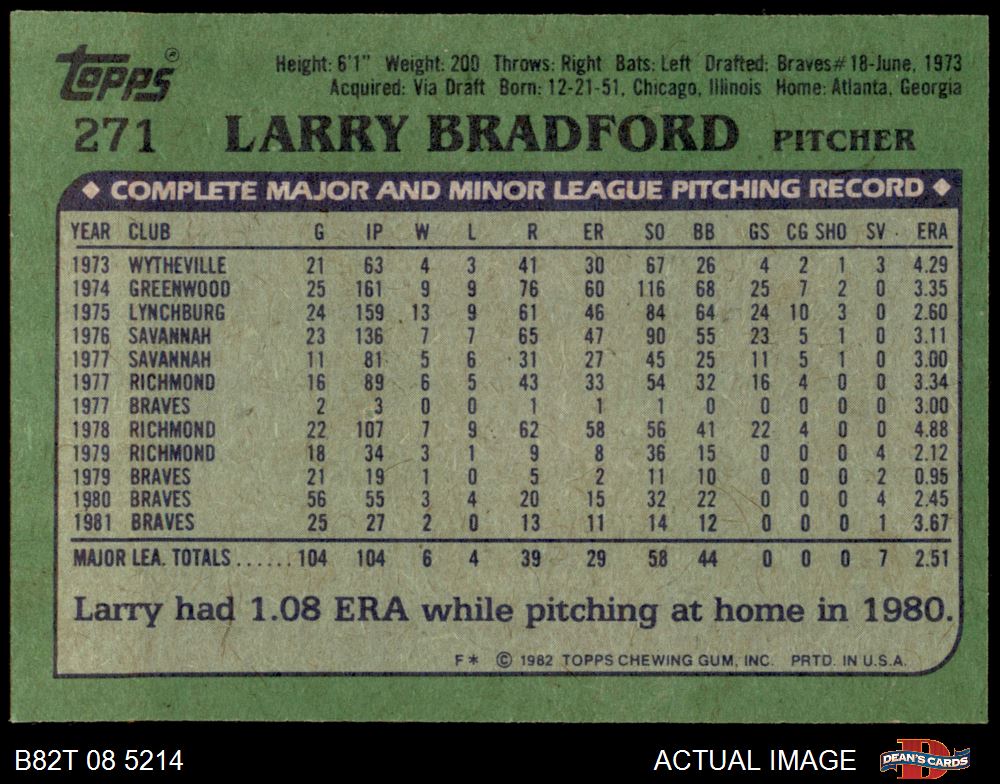 Topps®
Height: 6'1" Weight: 200 Throws: Right Bats: Left Drafted: Braves#18-June, 1973
Acquired: Via Draft Born: 12-21-51, Chicago, Illinois Home: Atlanta, Georgia
271 LARRY BRADFORD PITCHER
◆ COMPLETE MAJOR AND MINOR LEAGUE PITCHING RECORD ◆
YEAR CLUB G IP W L R ER SO BB GS CG SHO SV ERA
1973 WYTHEVILLE 21 63 4 3 41 30 67 26 4 2 1 3 4.29
1974 GREENWOOD 25 161 9 9 76 60 116 68 25 7 2 0 3.35
1975 LYNCHBURG 24 159 13 9 61 46 84 64 24 10 3 0 2.60
1976 SAVANNAH 23 136 7 7 65 47 90 55 23 5 1 0 3.11
1977 SAVANNAH 11 81 5 6 31 27 45 25 11 5 1 0 3.00
1977 RICHMOND 16 89 6 5 43 33 54 32 16 4 0 0 3.34
1977 BRAVES 2 3 0 0 1 1 1 0 0 0 0 0 3.00
1978 RICHMOND 22 107 7 9 62 58 56 41 22 4 0 0 4.88
1979 RICHMOND 18 34 3 1 9 8 36 15 0 0 0 4 2.12
1979 BRAVES 21 19 1 0 5 2 11 10 0 0 0 2 0.95
1980 BRAVES 56 55 3 4 20 15 32 22 0 0 0 4 2.45
1981 BRAVES 25 27 2 0 13 11 14 12 0 0 0 1 3.67
MAJOR LEA. TOTALS......104 104 6 4 39 29 58 44 0 0 0 7 2.51
Larry had 1.08 ERA while pitching at home in 1980.
F* © 1982 TOPPS CHEWING GUM, INC. PRTD. IN U.S.A.
B82T 08 5214 ACTUAL IMAGE D DEAN'S CARDS